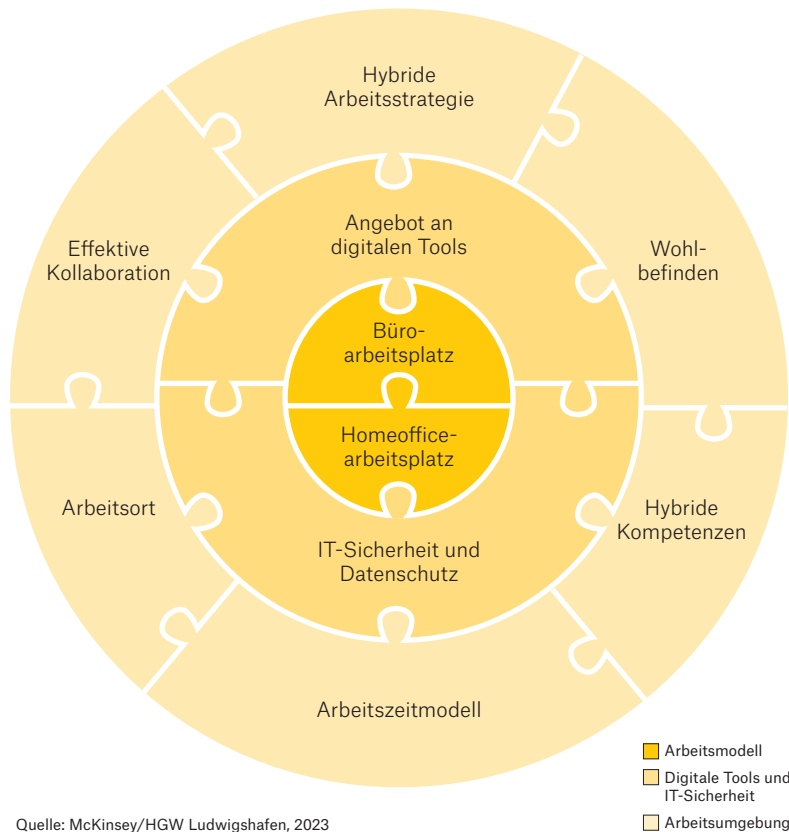 Hybride
Arbeitsstrategie
Effektive
Kollaboration
Angebot an
digitalen Tools
Wohl-
befinden
Büro-
arbeitsplatz
Homeoffice-
arbeitsplatz
Arbeitsort
Hybride
Kompetenzen
IT-Sicherheit und
Datenschutz
Arbeitszeitmodell
Arbeitsmodell
Digitale Tools und
IT-Sicherheit
Arbeitsumgebung
Quelle: McKinsey/HGW Ludwigshafen, 2023